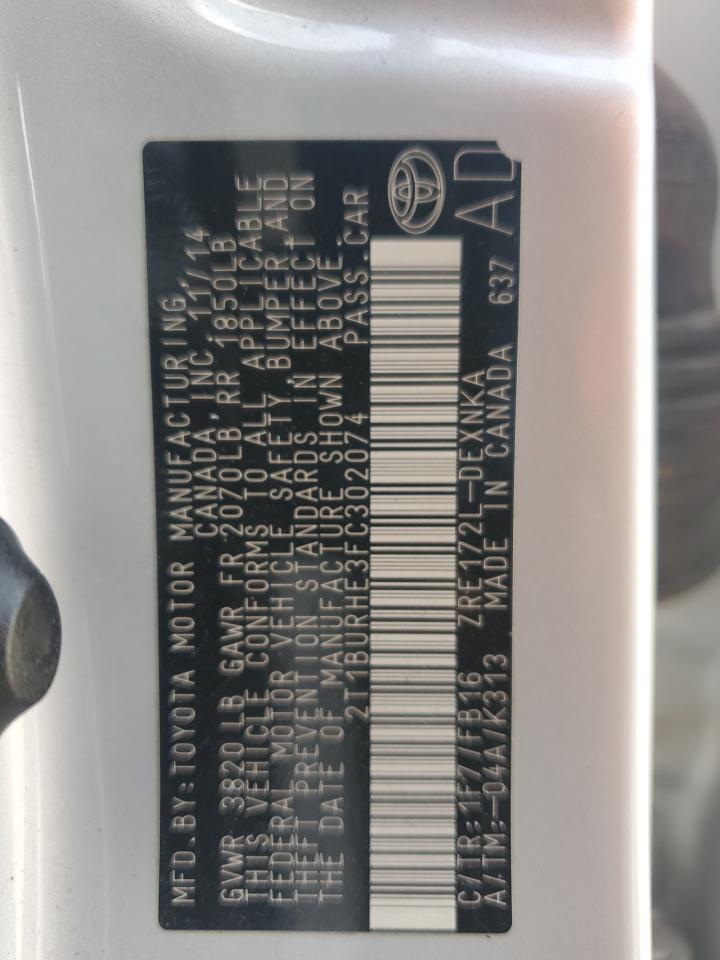 MFD.BY:TOYOTA MOTOR MANUFACTURING
CANADA, INC. 11/14
GVWR 3820LB GAWR FR 2070LB,RR 1850LB
THIS VEHICLE CONFORMS TO ALL APPLICABLE
FEDERAL MOTOR VEHICLE SAFETY, BUMPER,AND
THEFT PREVENTION STANDARDS IN EFFECT ON
THE DATE OF MANUFACTURE SHOWN ABOVE.
2T1BURHE3FC302074 PASS.CAR
C/TR:1F7/FB16 ZRE172L-DEXNKA
A/TM:-04A/K313 MADE IN CANADA 637
AD